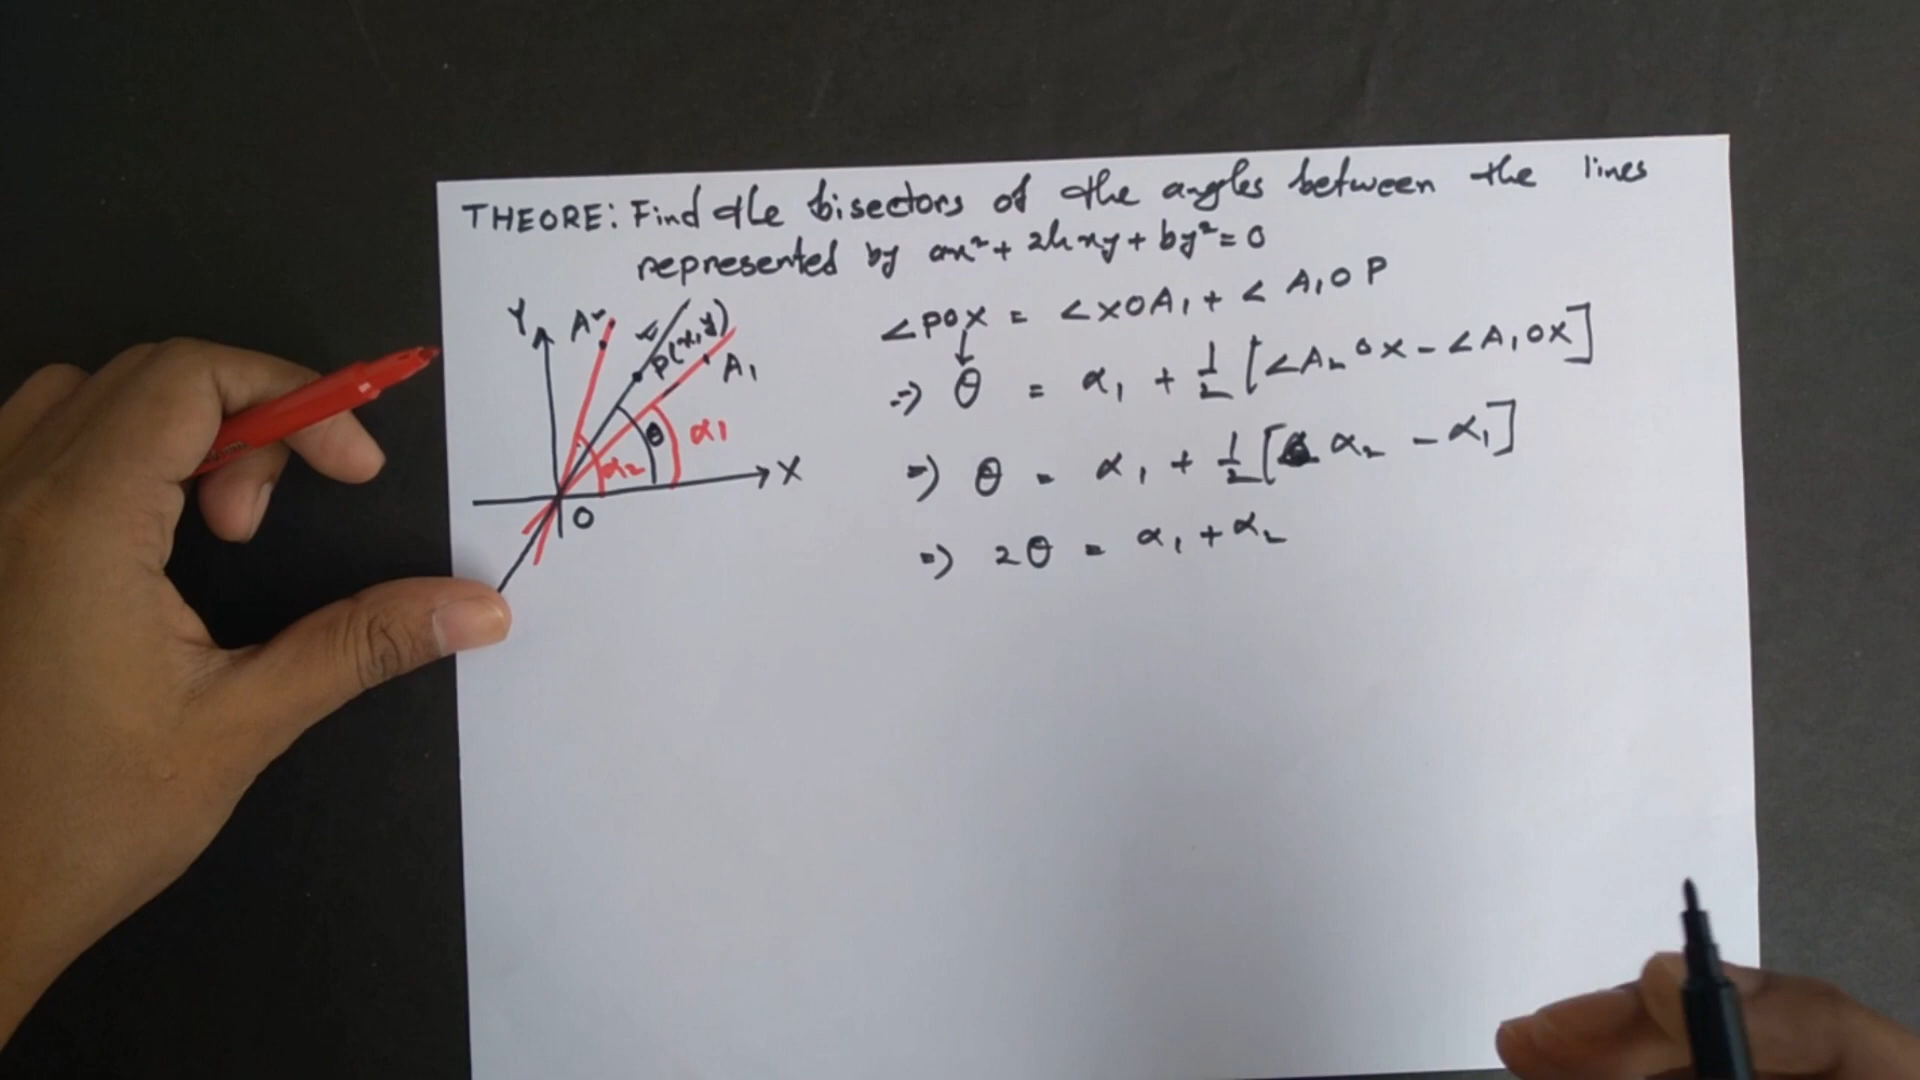 THEORE: Find the bisectors of the angles between the lines
represented by ax²+ 2hxy + by² = 0
Y
A₂
P(x,y)
A₁
θ
α₁
α₂
X
O
∠POX = ∠XOA₁ + ∠A₁OP
=> θ = α₁ + 1/2 [∠A₂OX - ∠A₁OX]
=> θ = α₁ + 1/2 [α₂ - α₁]
=> 2θ = α₁ + α₂